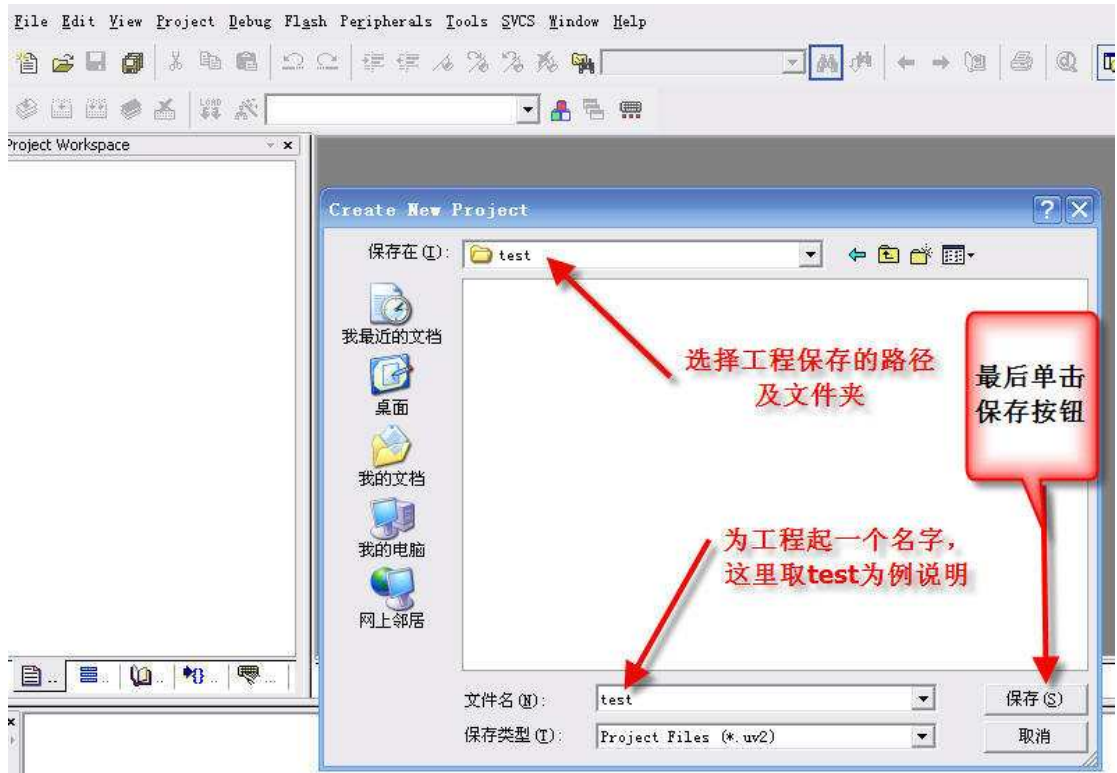 File Edit View Project Debug Flash Peripherals Tools SVCS Window Help
LOAD
Project Workspace
Create New Project
保存在(I):
test
我最近的文档
桌面
我的文档
我的电脑
网上邻居
选择工程保存的路径
及文件夹
最后单击
保存按钮
为工程起一个名字，
这里取test为例说明
文件名(N):
test
保存(S)
保存类型(T):
Project Files (*.uv2)
取消